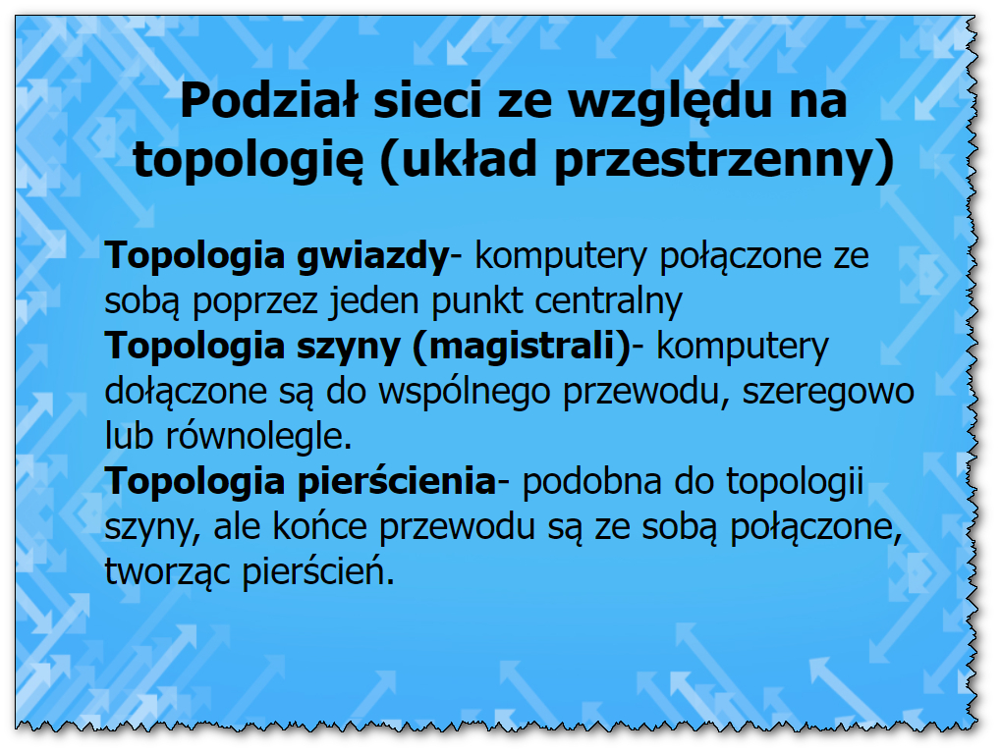 Podział sieci ze względu na
topologię (układ przestrzenny)
Topologia gwiazdy- komputery połączone ze
sobą poprzez jeden punkt centralny
Topologia szyny (magistrali)- komputery
dołączone są do wspólnego przewodu, szeregowo
lub równolegle.
Topologia pierścienia- podobna do topologii
szyny, ale końce przewodu są ze sobą połączone,
tworząc pierścień.